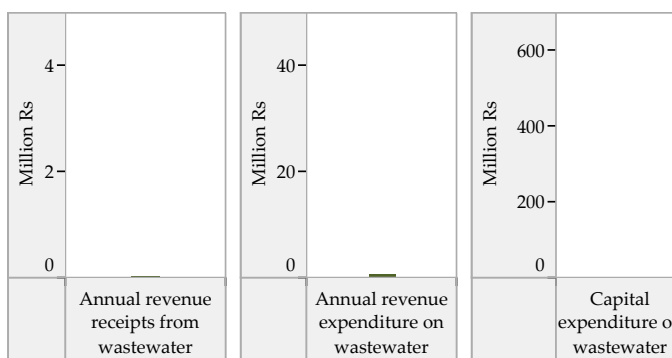 Million Rs
4
2
0
Annual revenue
receipts from
wastewater
Million Rs
40
20
0
Annual revenue
expenditure on
wastewater
Million Rs
600
400
200
0
Capital
expenditure o
wastewater